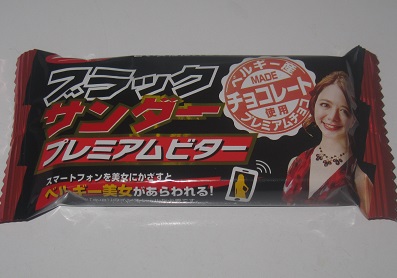 ブラック
サンダー
プレミアムビター
ベルギー産
MADE
チョコレート
使用
プレミアムチョコ
スマートフォンを美女にかざすと
ベルギー美女があらわれる!